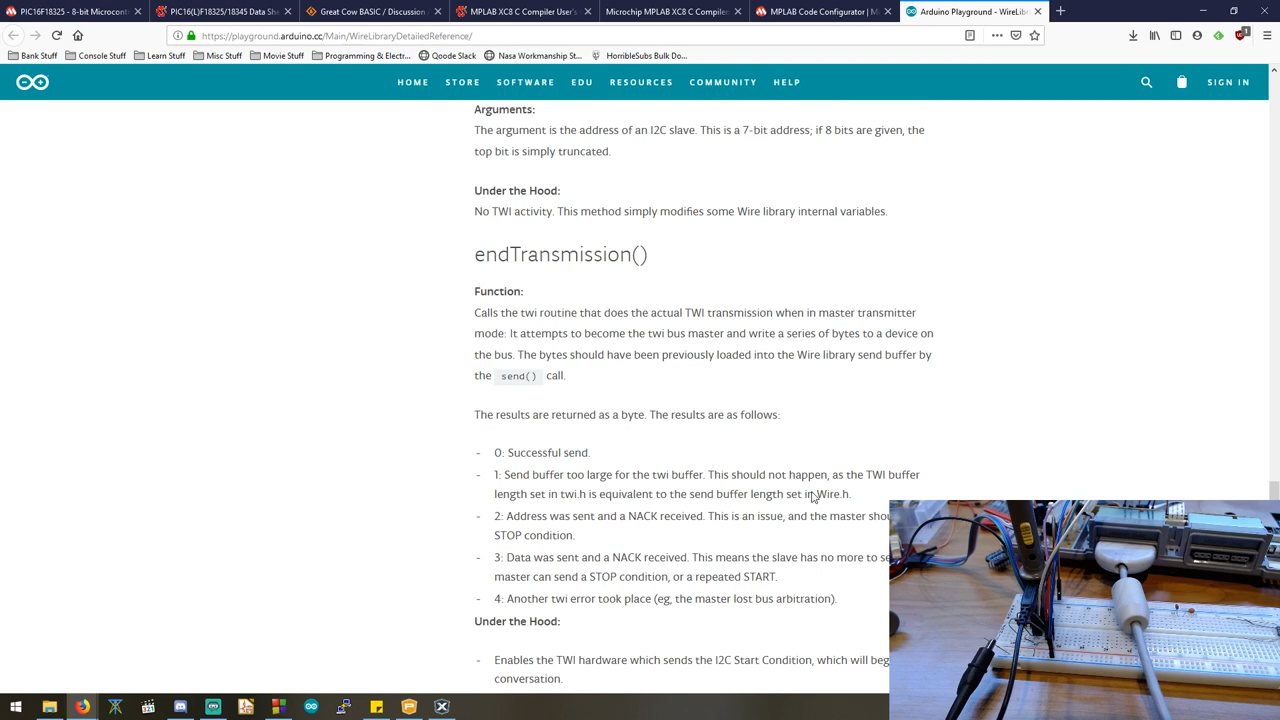 PIC16F18325 - 8-bit Microcont
PIC16(L)F18325/18345 Data She
Great Cow BASIC / Discussion /
MPLAB XC8 C Compiler User's
Microchip MPLAB XC8 C Compiler
MPLAB Code Configurator | M
Arduino Playground - WireLibr
https://playground.arduino.cc/Main/WireLibraryDetailedReference/
Bank Stuff
Console Stuff
Learn Stuff
Misc Stuff
Movie Stuff
Programming & Electr...
Qoode Slack
Nasa Workmanship St...
HorribleSubs Bulk Do...
HOME
STORE
SOFTWARE
EDU
RESOURCES
COMMUNITY
HELP
SIGN IN
Arguments:
The argument is the address of an I2C slave. This is a 7-bit address; if 8 bits are given, the
top bit is simply truncated.
Under the Hood:
No TWI activity. This method simply modifies some Wire library internal variables.
endTransmission()
Function:
Calls the twi routine that does the actual TWI transmission when in master transmitter
mode: It attempts to become the twi bus master and write a series of bytes to a device on
the bus. The bytes should have been previously loaded into the Wire library send buffer by
the send() call.
The results are returned as a byte. The results are as follows:
- 0: Successful send.
- 1: Send buffer too large for the twi buffer. This should not happen, as the TWI buffer
length set in twi.h is equivalent to the send buffer length set in Wire.h.
- 2: Address was sent and a NACK received. This is an issue, and the master shou
STOP condition.
- 3: Data was sent and a NACK received. This means the slave has no more to se
master can send a STOP condition, or a repeated START.
- 4: Another twi error took place (eg, the master lost bus arbitration).
Under the Hood:
- Enables the TWI hardware which sends the I2C Start Condition, which will beg
conversation.